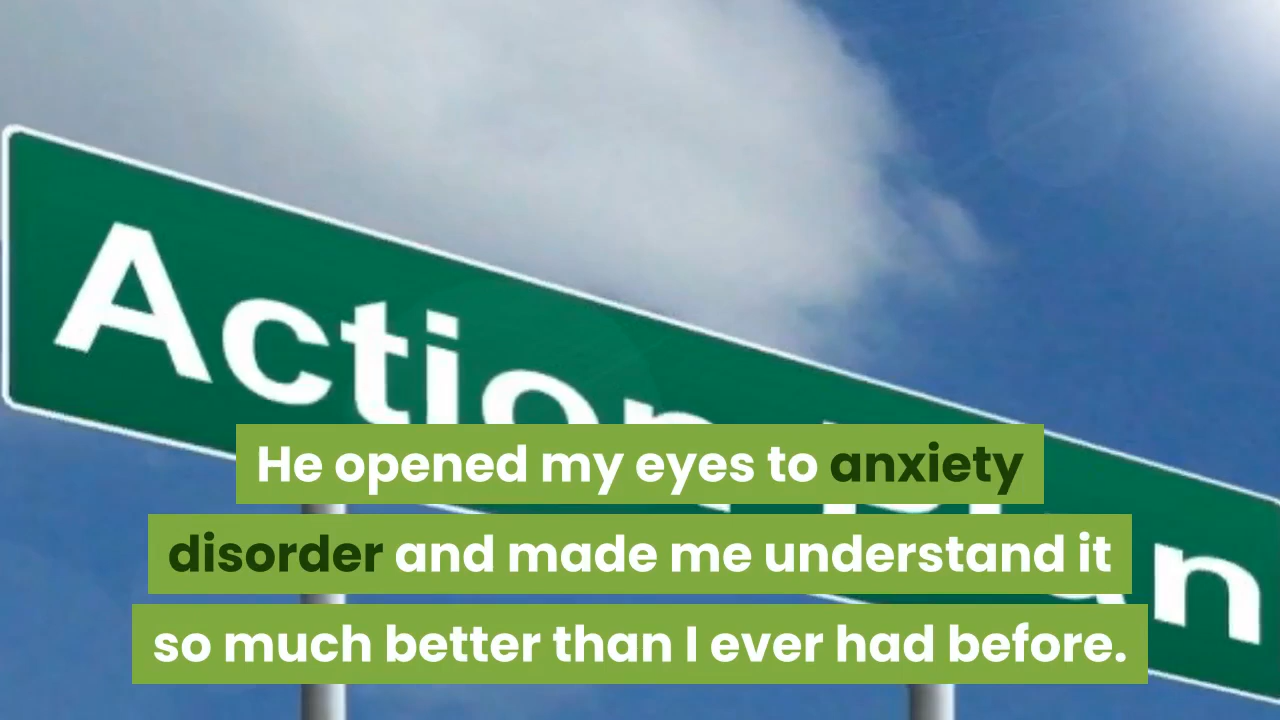 Action Plan
He opened my eyes to anxiety
disorder and made me understand it
so much better than I ever had before.